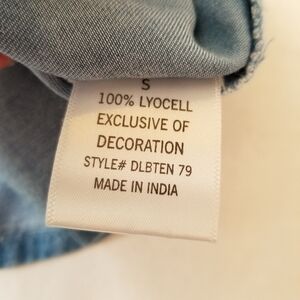 S
100% LYOCELL
EXCLUSIVE OF
DECORATION
STYLE# DLBTEN 79
MADE IN INDIA